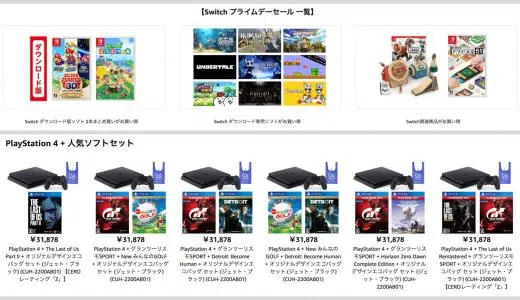 【Switch プライムデーセール 一覧】
ダウンロード版
UNDERTALE
HUMAN
Switch ダウンロード版ソフト 2本まとめ買いがお買い得
Switch ダウンロード専用ソフトがお買い得
Switch関連商品がお買い得
PlayStation 4 + 人気ソフトセット
THE LAST OF US PART II
DETROIT
DETROIT
¥31,878
PlayStation 4 + The Last of Us
Part II + オリジナルデザインエコ
バッグ セット (ジェット・ブラッ
ク) (CUH-2200AB01) 【CERO
レーティング「Z」】
¥31,878
PlayStation 4 + グランツーリス
モSPORT + New みんなのGOLF
+ オリジナルデザインエコバッグ
セット (ジェット・ブラック)
(CUH-2200AB01)
¥31,878
PlayStation 4 + グランツーリス
モSPORT + Detroit: Become
Human + オリジナルデザインエコ
バッグ セット (ジェット・ブラッ
ク) (CUH-2200AB01)
¥31,878
PlayStation 4 + New みんなの
GOLF + Detroit: Become Human
+ オリジナルデザインエコバッグ
セット (ジェット・ブラック)
(CUH-2200AB01)
¥31,878
PlayStation 4 + グランツーリス
モSPORT + Horizon Zero Dawn
Complete Edition + オリジナルデ
ザインエコバッグ セット (ジェッ
ト・ブラック) (CUH-2200AB01)
¥31,878
PlayStation 4 + The Last of Us
Remastered + グランツーリスモ
SPORT + オリジナルデザインエコ
バッグ セット (ジェット・ブラッ
ク) (CUH-2200AB01) 【CEROレ
ーティング「Z」】